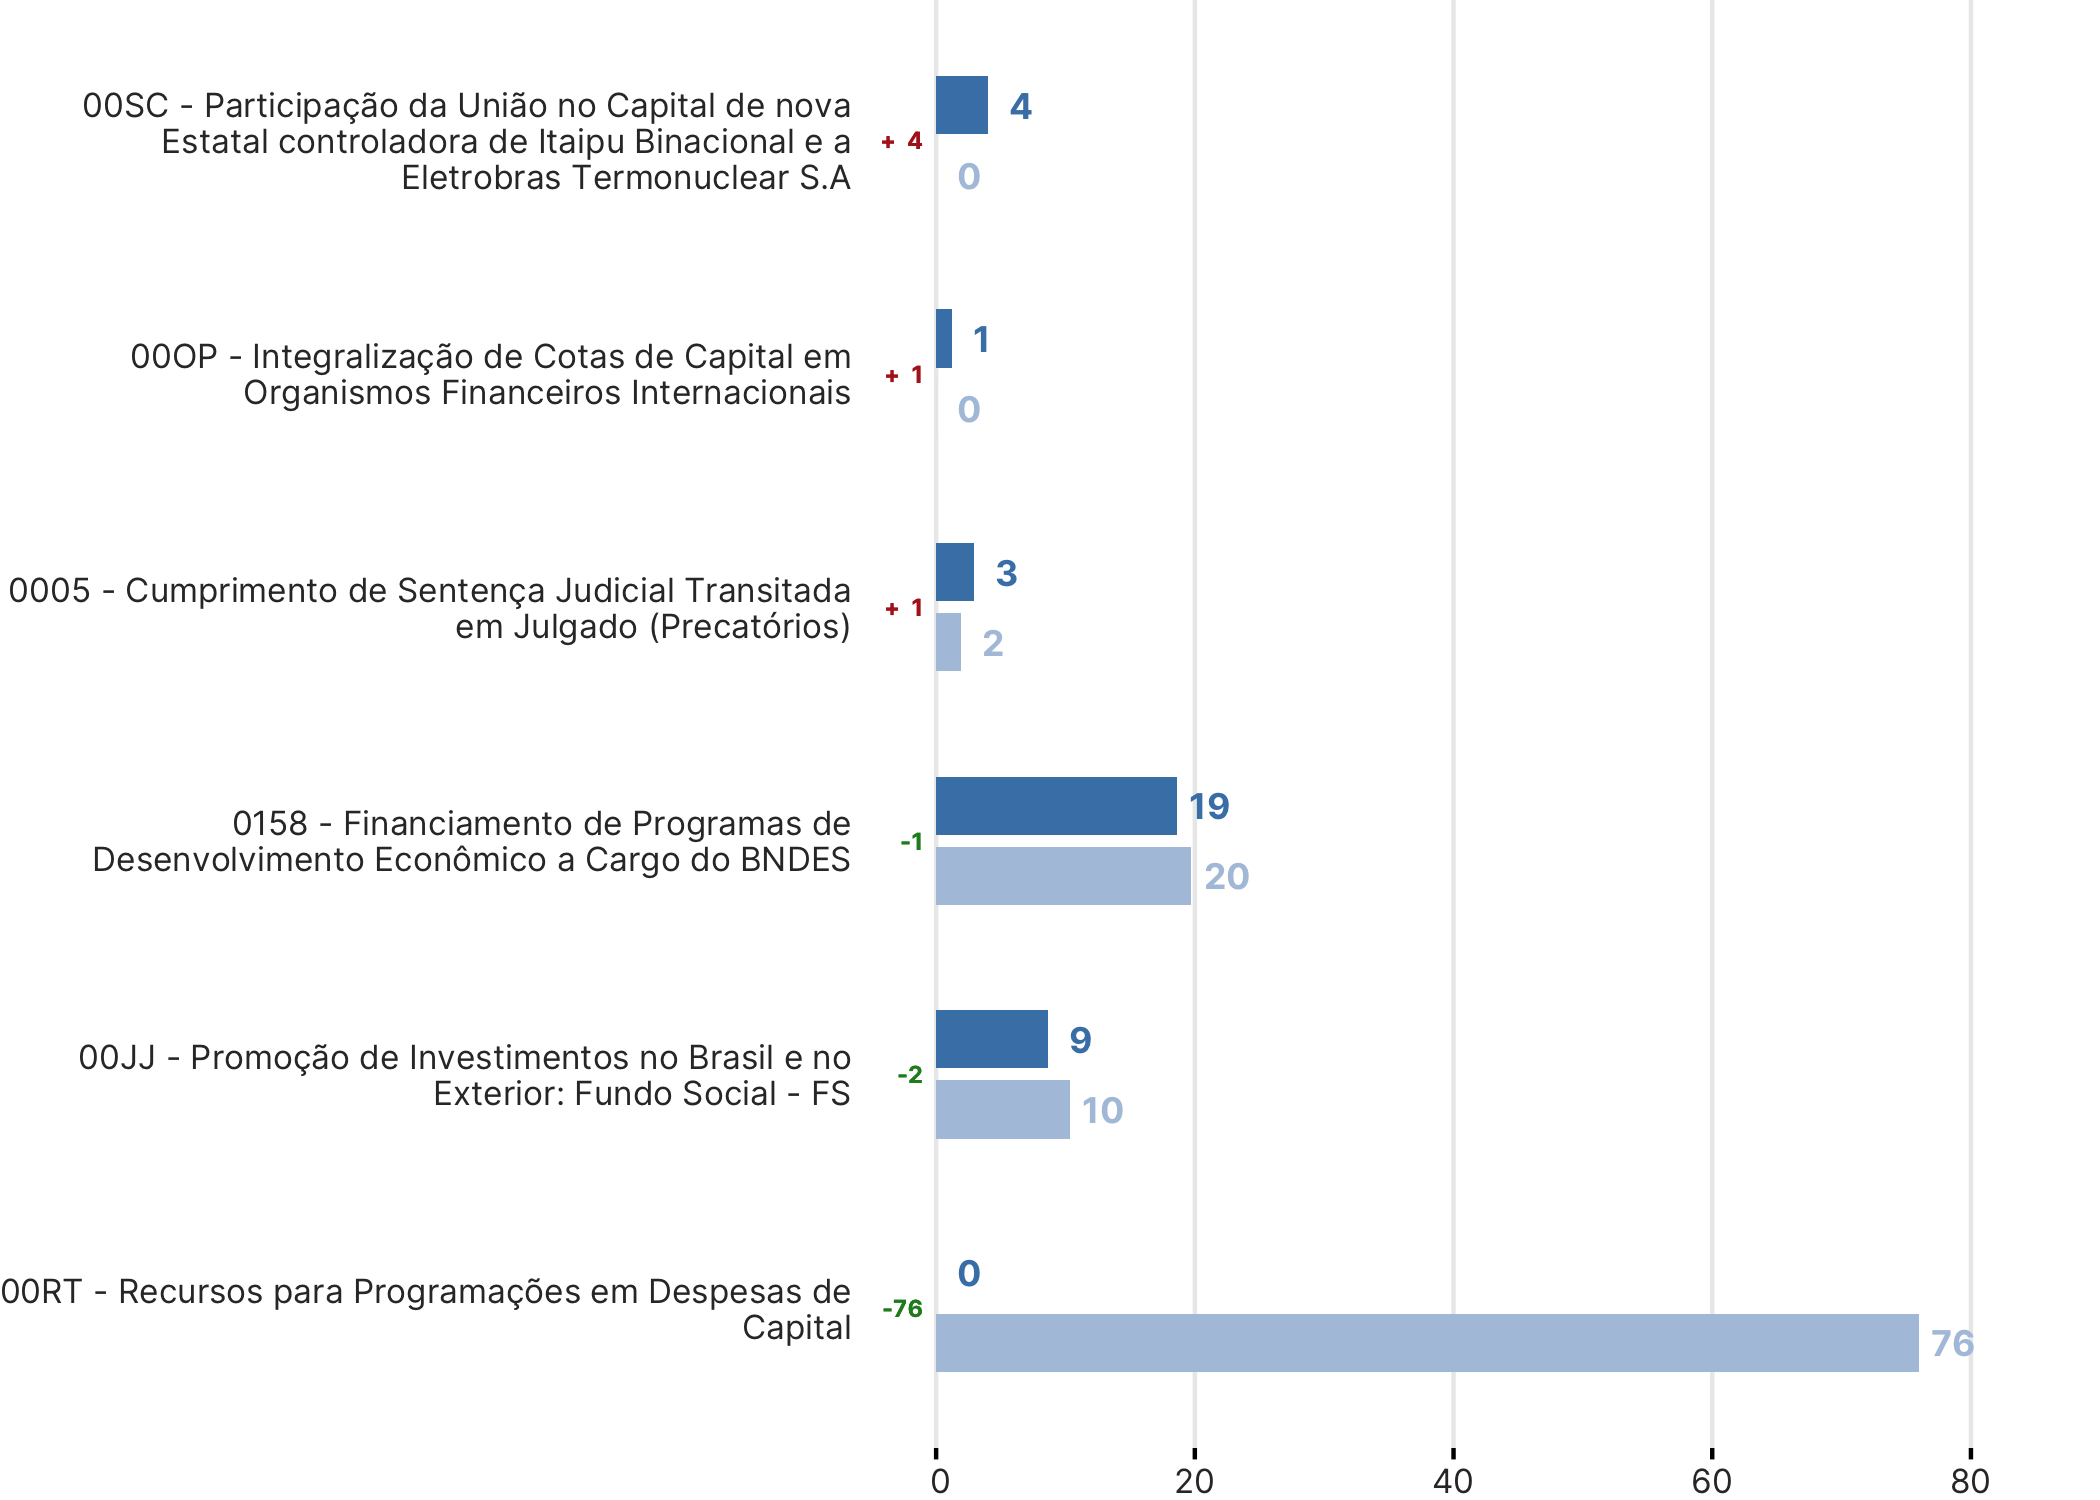 00SC - Participação da União no Capital de nova
Estatal controladora de Itaipu Binacional e a
Eletrobras Termonuclear S.A
+ 4
4
0
00OP - Integralização de Cotas de Capital em
Organismos Financeiros Internacionais
+ 1
1
0
0005 - Cumprimento de Sentença Judicial Transitada
em Julgado (Precatórios)
+ 1
3
2
0158 - Financiamento de Programas de
Desenvolvimento Econômico a Cargo do BNDES
-1
19
20
00JJ - Promoção de Investimentos no Brasil e no
Exterior: Fundo Social - FS
-2
9
10
00RT - Recursos para Programações em Despesas de
Capital
-76
0
76
0 20 40 60 80